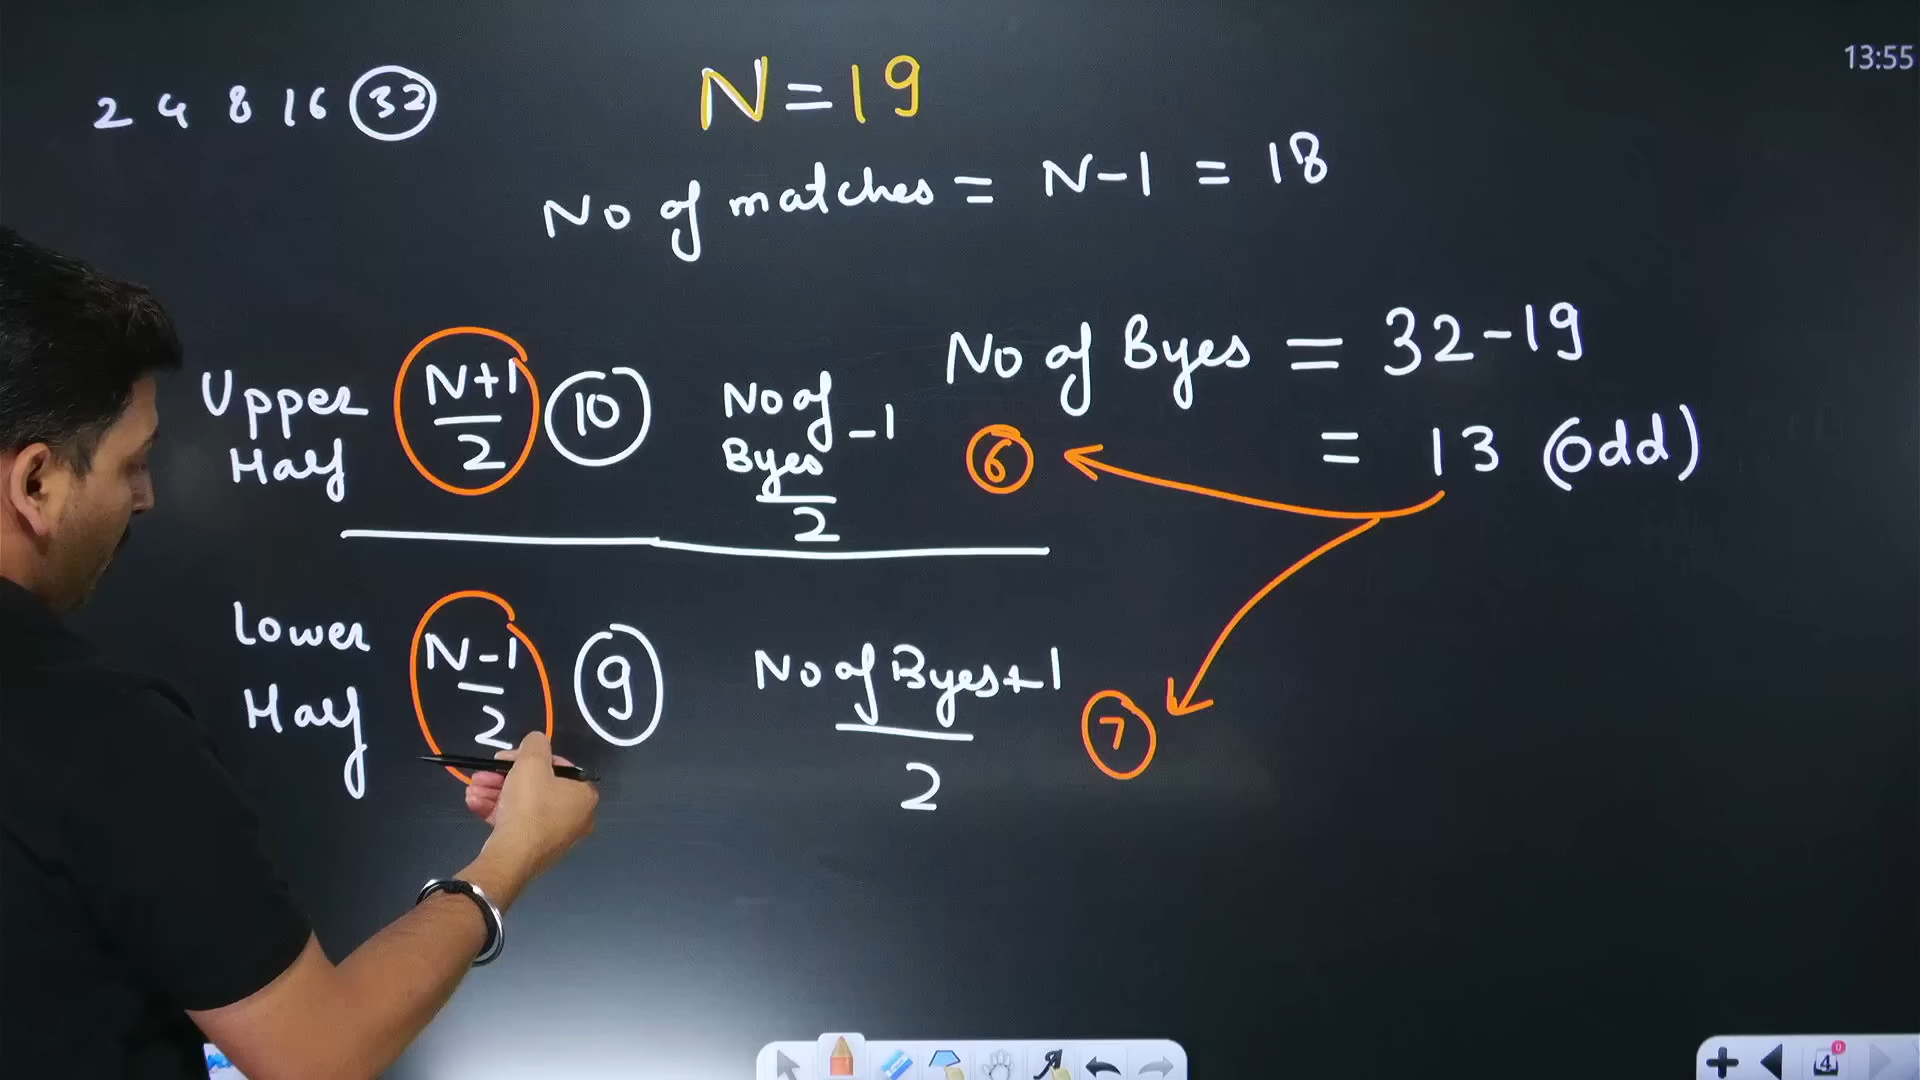 13:55
2 4 8 16 32
N = 19
No of matches = N-1 = 18
No of Byes = 32-19
= 13 (odd)
Upper Half N+1/2 10 No of Byes-1/2 6
Lower Half N-1/2 9 No of Byes+1/2 7
4
0